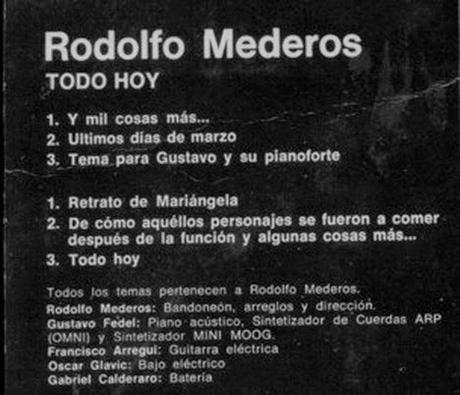 Rodolfo Mederos
TODO HOY
1. Y mil cosas más...
2. Ultimos días de marzo
3. Tema para Gustavo y su pianoforte
1. Retrato de Mariángela
2. De cómo aquéllos personajes se fueron a comer
después de la función y algunas cosas más...
3. Todo hoy
Todos los temas pertenecen a Rodolfo Mederos.
Rodolfo Mederos: Bandoneón, arreglos y dirección.
Gustavo Fedel: Piano acústico, Sintetizador de Cuerdas ARP
(OMNI) y Sintetizador MINI MOOG.
Francisco Arregui: Guitarra eléctrica
Oscar Glavic: Bajo eléctrico
Gabriel Calderaro: Batería